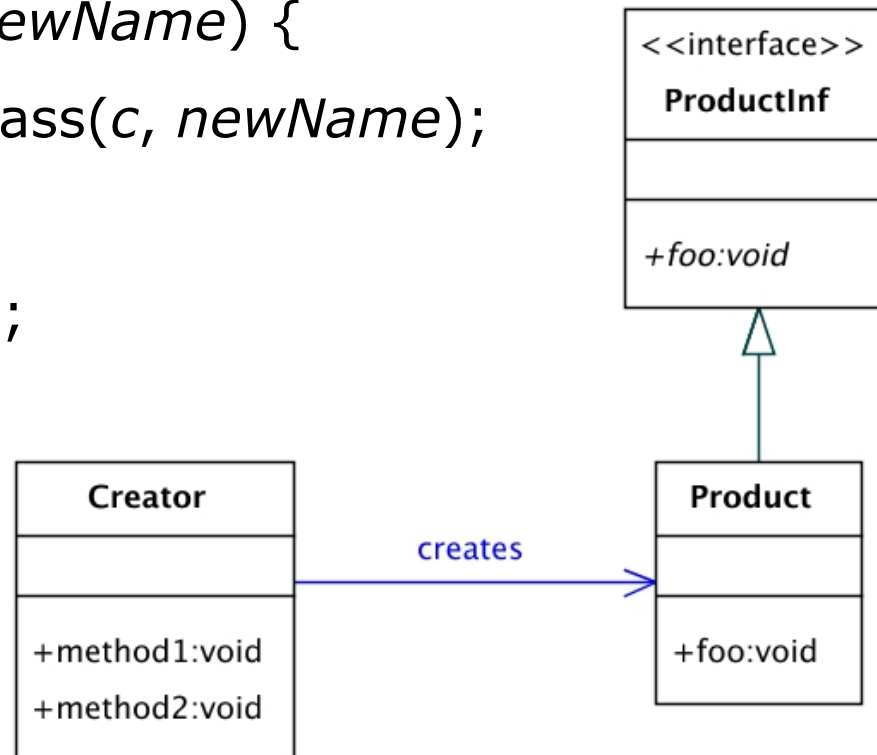 ewName) {
ass(c, newName);
;
<<interface>>
ProductInf
+foo:void
Creator
+method1:void
+method2:void
creates
Product
+foo:void